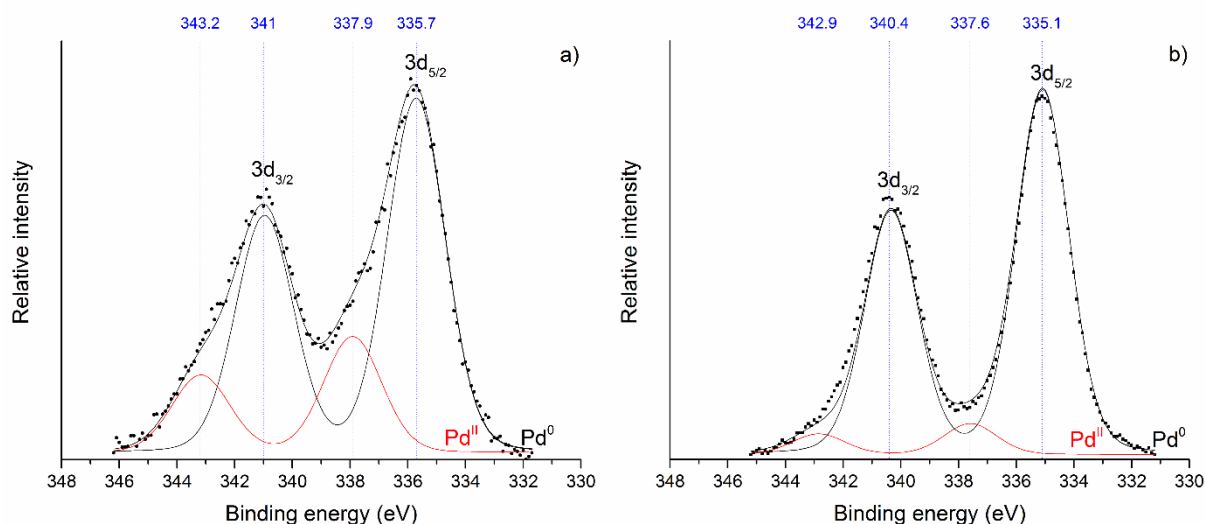 343.2 341 337.9 335.7
a)
3d5/2
3d3/2
Relative intensity
PdII Pd0
348 346 344 342 340 338 336 334 332 330
Binding energy (eV)
342.9 340.4 337.6 335.1
b)
3d5/2
3d3/2
Relative intensity
PdII Pd0
348 346 344 342 340 338 336 334 332 330
Binding energy (eV)